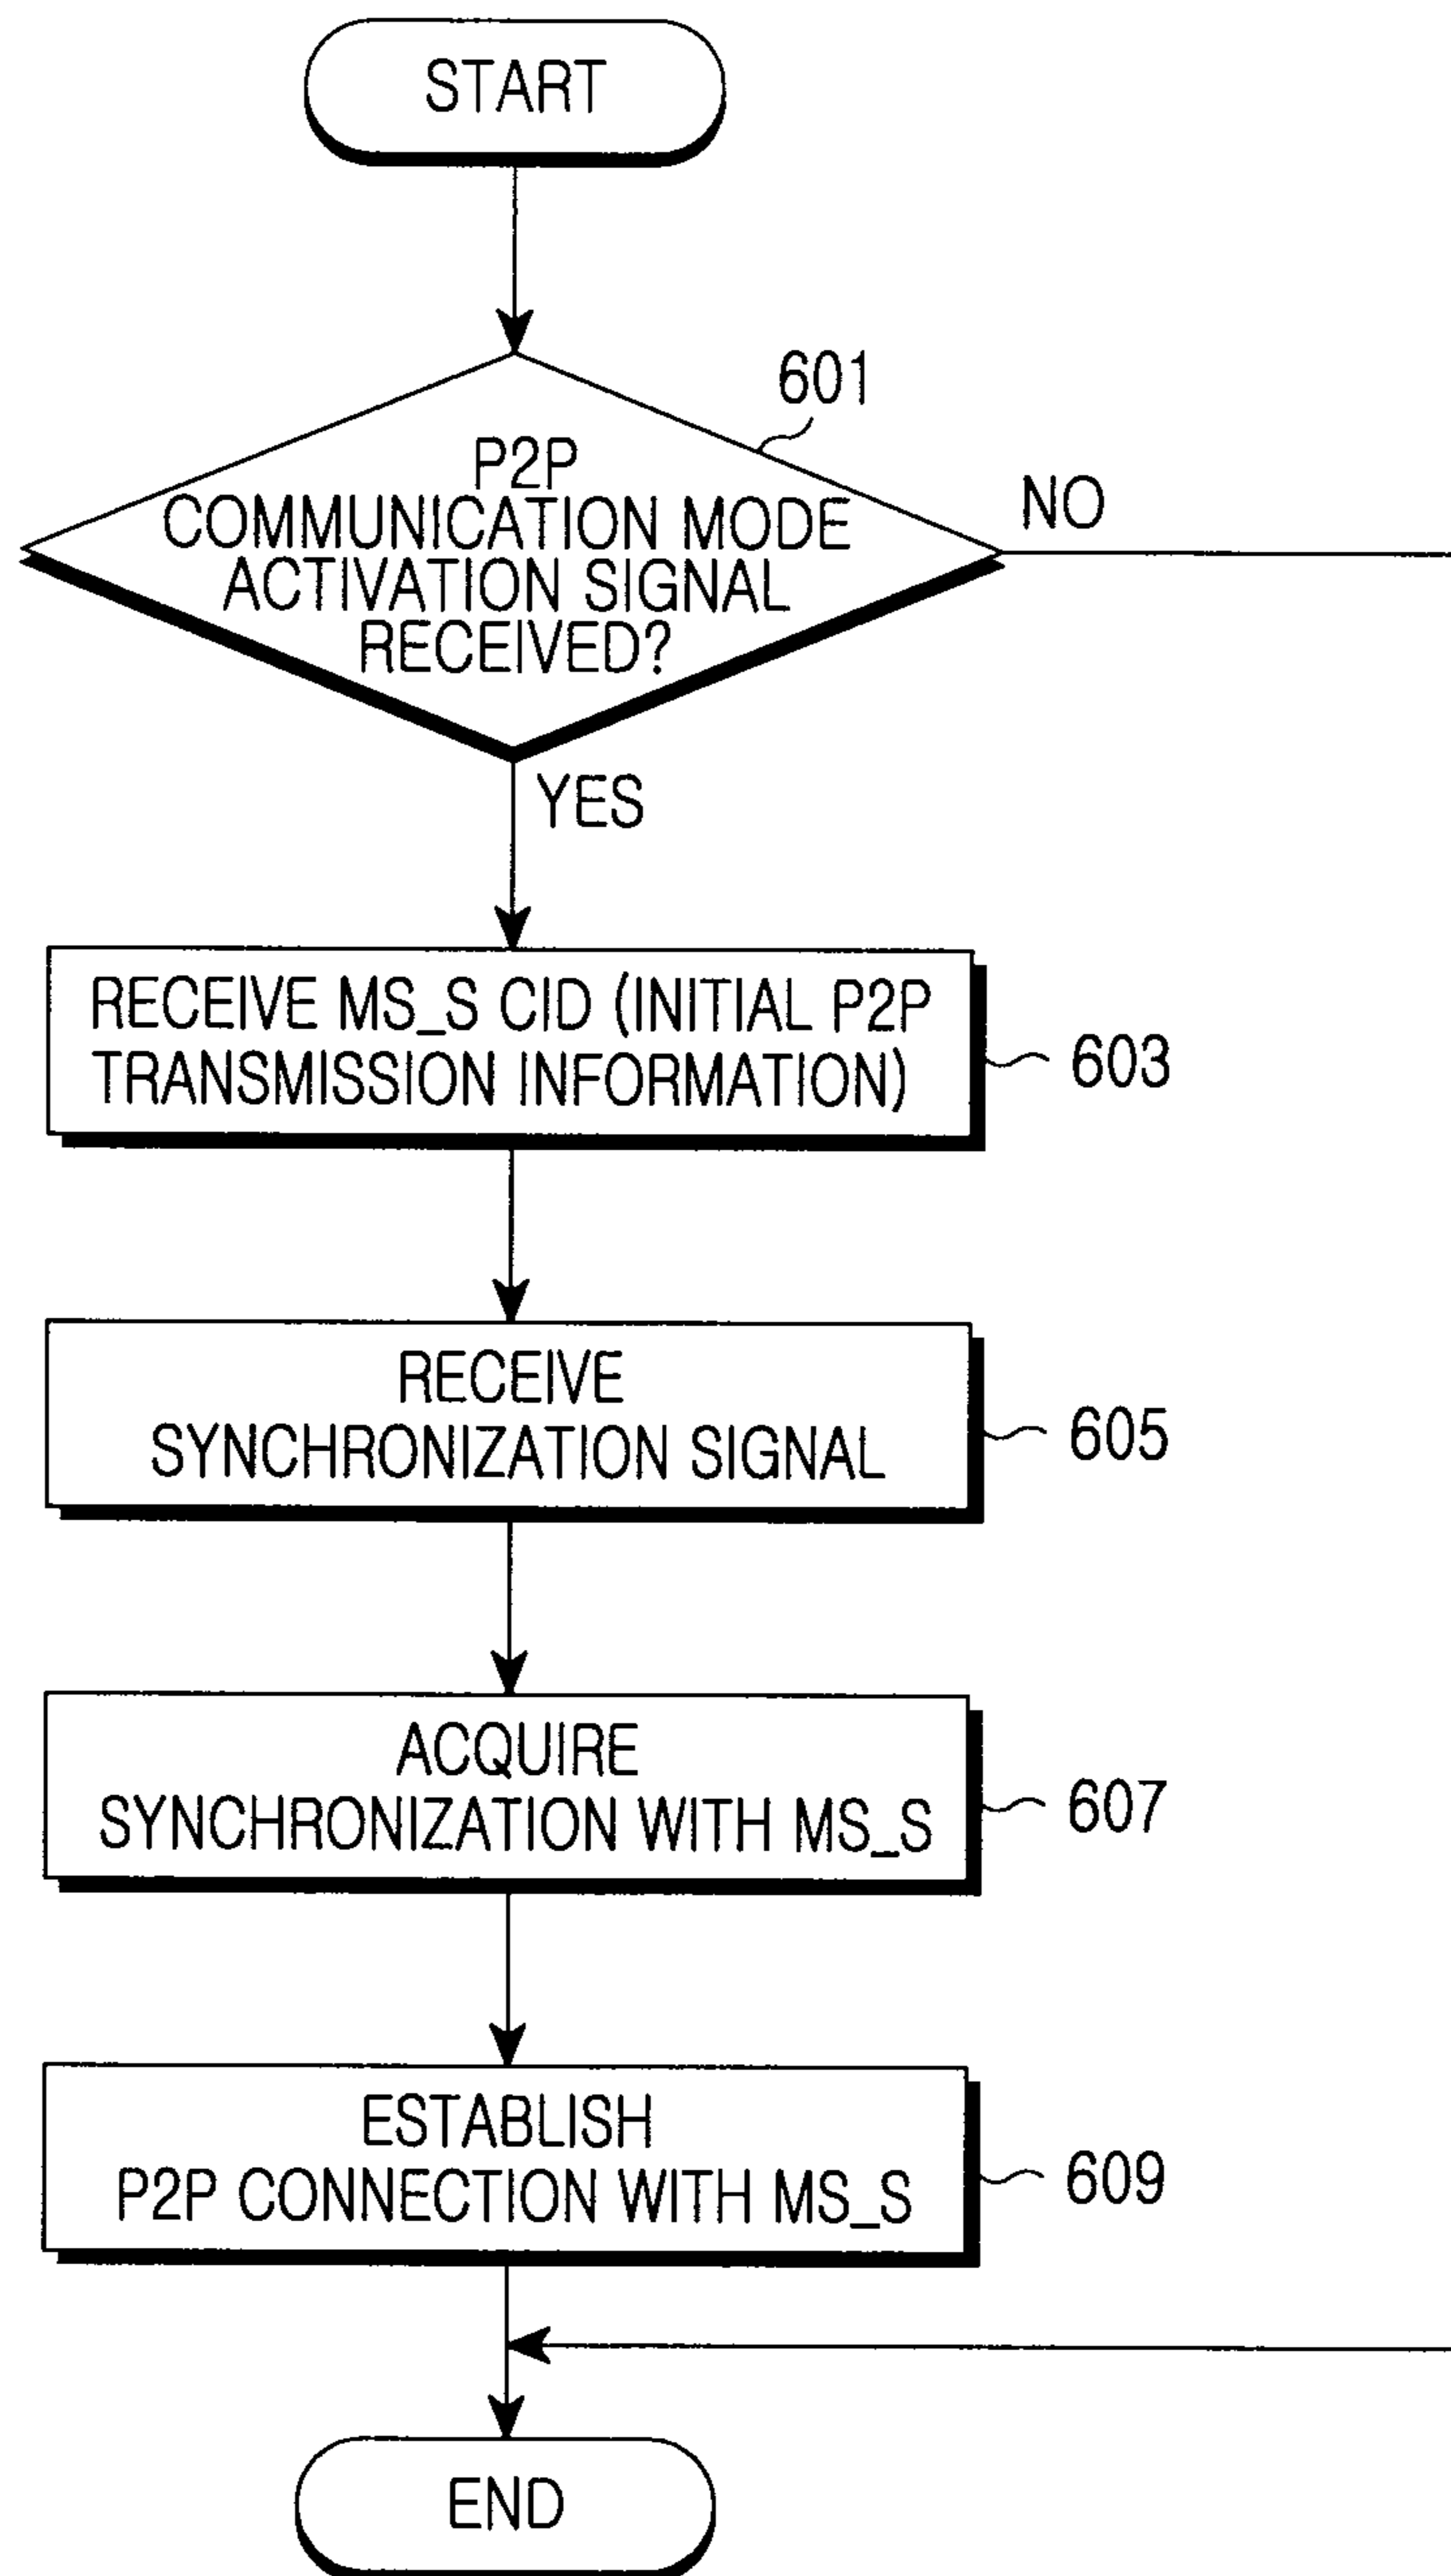 START
601
P2P
COMMUNICATION MODE
ACTIVATION SIGNAL
RECEIVED?
NO
YES
RECEIVE MS_S CID (INITIAL P2P
TRANSMISSION INFORMATION)
603
RECEIVE
SYNCHRONIZATION SIGNAL
605
ACQUIRE
SYNCHRONIZATION WITH MS_S
607
ESTABLISH
P2P CONNECTION WITH MS_S
609
END